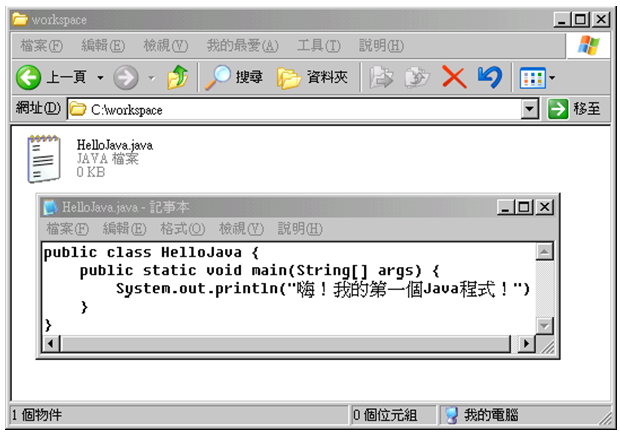 workspace
檔案(F) 編輯(E) 檢視(V) 我的最愛(A) 工具(T) 說明(H)
上一頁 搜尋 資料夾
網址(D) C:\workspace 移至
HelloJava.java
JAVA 檔案
0 KB
HelloJava.java - 記事本
檔案(F) 編輯(E) 格式(O) 檢視(V) 說明(H)
public class HelloJava {
public static void main(String[] args) {
System.out.println("嗨！我的第一個Java程式！")
}
}
1 個物件 0 個位元組 我的電腦